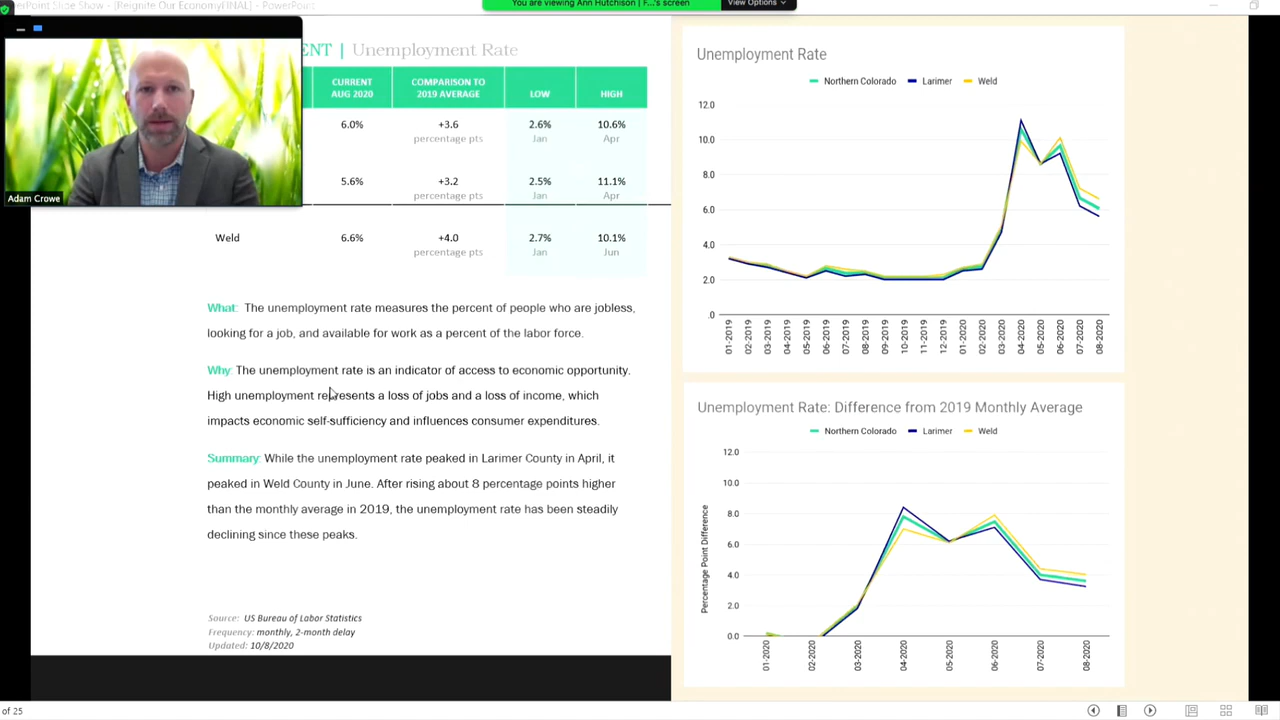 PowerPoint Slide Show - [Reignite Our Economy(FINAL] - PowerPoint
You are viewing Ann Hutchison | F...'s screen
View Options
Adam Crowe
ENT | Unemployment Rate
CURRENT
AUG 2020
COMPARISON TO
2019 AVERAGE
LOW
HIGH
6.0% +3.6 2.6% 10.6%
percentage pts Jan Apr
5.6% +3.2 2.5% 11.1%
percentage pts Jan Apr
Weld 6.6% +4.0 2.7% 10.1%
percentage pts Jan Jun
What: The unemployment rate measures the percent of people who are jobless,
looking for a job, and available for work as a percent of the labor force.
Why: The unemployment rate is an indicator of access to economic opportunity.
High unemployment represents a loss of jobs and a loss of income, which
impacts economic self-sufficiency and influences consumer expenditures.
Summary: While the unemployment rate peaked in Larimer County in April, it
peaked in Weld County in June. After rising about 8 percentage points higher
than the monthly average in 2019, the unemployment rate has been steadily
declining since these peaks.
Source: US Bureau of Labor Statistics
Frequency: monthly, 2-month delay
Updated: 10/8/2020
Unemployment Rate
Northern Colorado Larimer Weld
12.0
10.0
8.0
6.0
4.0
2.0
.0
01-2019 02-2019 03-2019 04-2019 05-2019 06-2019 07-2019 08-2019 09-2019 10-2019 11-2019 12-2019 01-2020 02-2020 03-2020 04-2020 05-2020 06-2020 07-2020 08-2020
Unemployment Rate: Difference from 2019 Monthly Average
Northern Colorado Larimer Weld
Percentage Point Difference
12.0
10.0
8.0
6.0
4.0
2.0
0.0
01-2020 02-2020 03-2020 04-2020 05-2020 06-2020 07-2020 08-2020
of 25